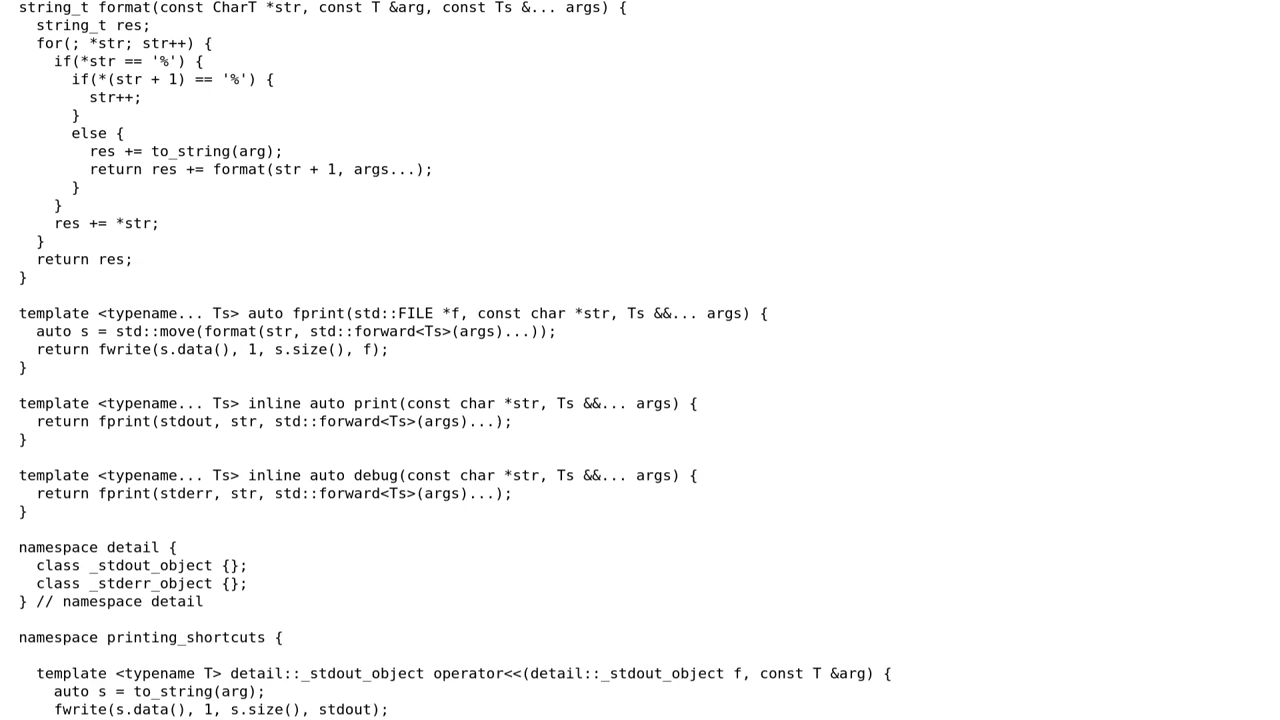 string_t format(const CharT *str, const T &arg, const Ts &... args) {
  string_t res;
  for(; *str; str++) {
    if(*str == '%') {
      if(*(str + 1) == '%') {
        str++;
      }
      else {
        res += to_string(arg);
        return res += format(str + 1, args...);
      }
    }
    res += *str;
  }
  return res;
}

template <typename... Ts> auto fprint(std::FILE *f, const char *str, Ts &&... args) {
  auto s = std::move(format(str, std::forward<Ts>(args)...));
  return fwrite(s.data(), 1, s.size(), f);
}

template <typename... Ts> inline auto print(const char *str, Ts &&... args) {
  return fprint(stdout, str, std::forward<Ts>(args)...);
}

template <typename... Ts> inline auto debug(const char *str, Ts &&... args) {
  return fprint(stderr, str, std::forward<Ts>(args)...);
}

namespace detail {
  class _stdout_object {};
  class _stderr_object {};
} // namespace detail

namespace printing_shortcuts {

  template <typename T> detail::_stdout_object operator<<(detail::_stdout_object f, const T &arg) {
    auto s = to_string(arg);
    fwrite(s.data(), 1, s.size(), stdout);